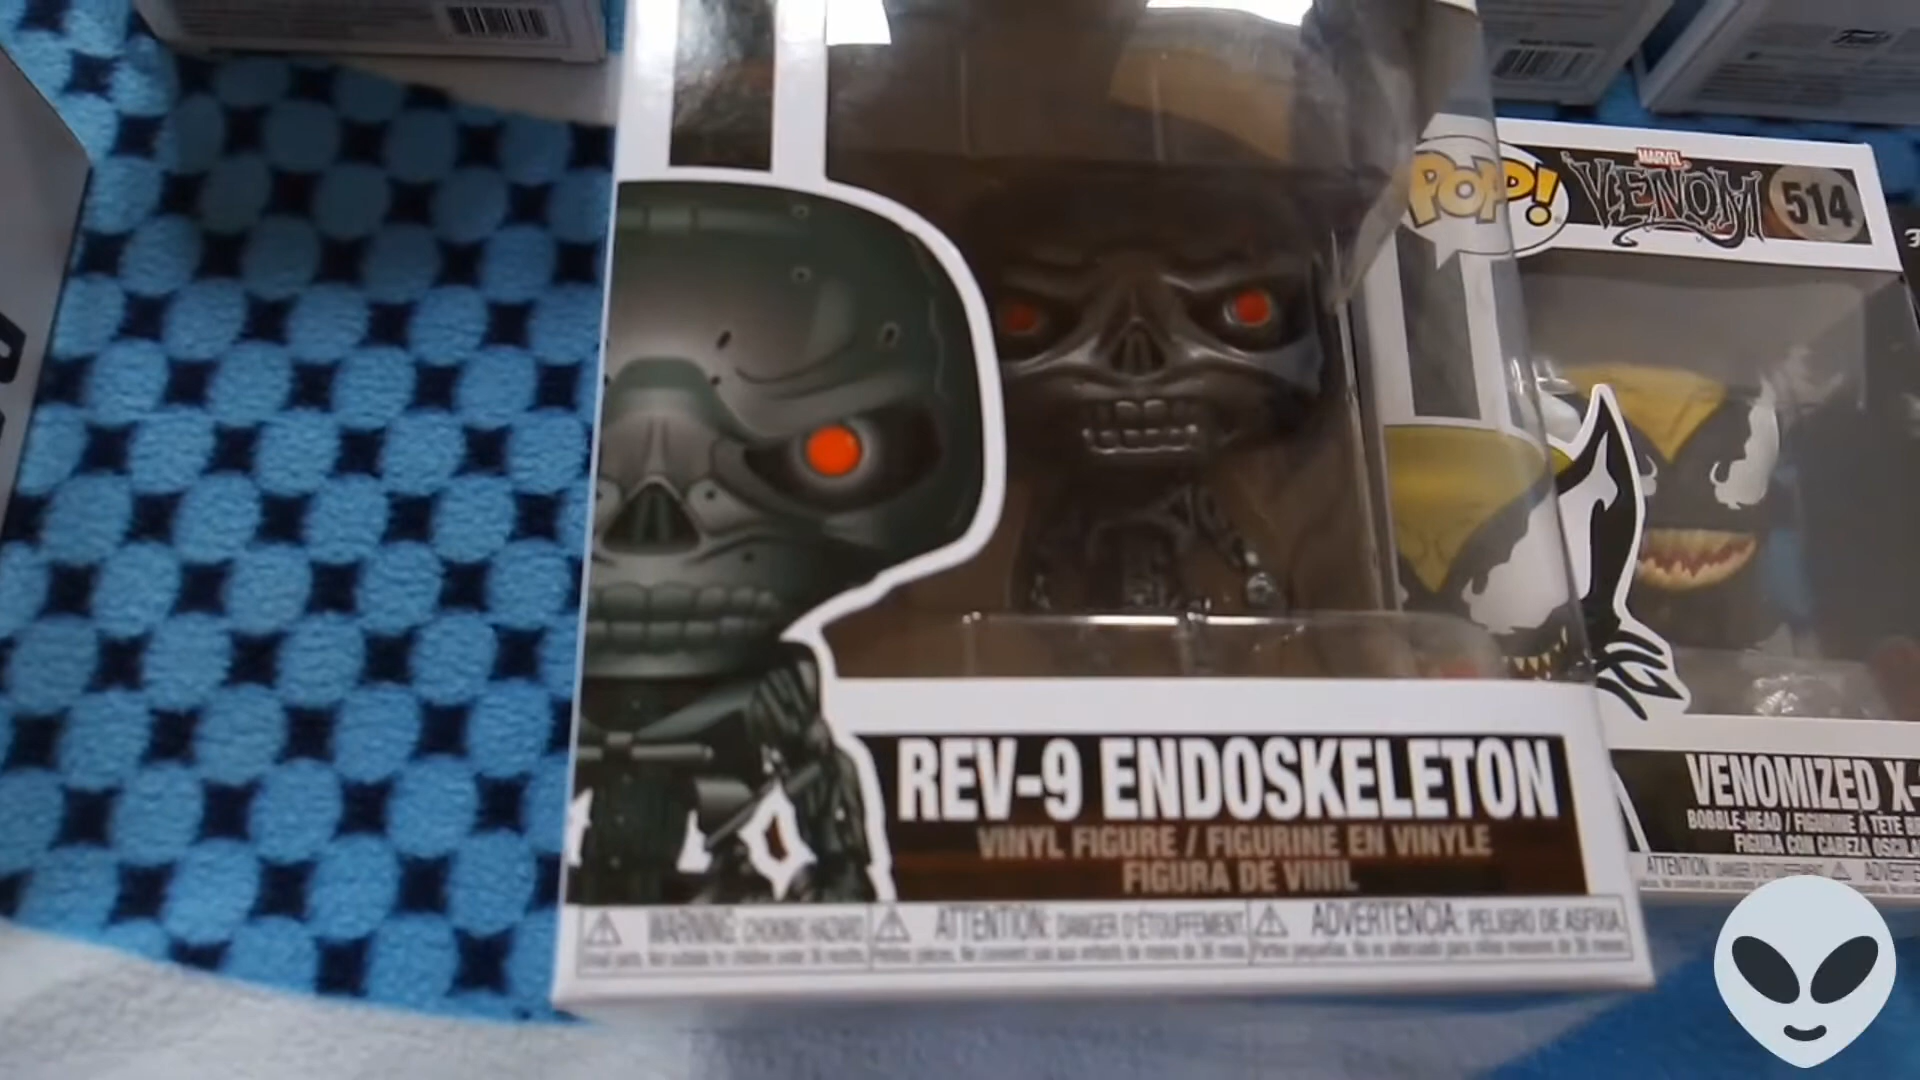 POP!
MARVEL
VENOM
514
REV-9 ENDOSKELETON
VINYL FIGURE / FIGURINE EN VINYLE
FIGURA DE VINIL
WARNING: CHOKING HAZARD
ATTENTION: DANGER D'ÉTOUFFEMENT
ADVERTENCIA: PELIGRO DE ASFIXIA.
VENOMIZED X-
BOBBLE-HEAD / FIGURINE À TÊTE
FIGURA CON CABEZA
ATTENTION